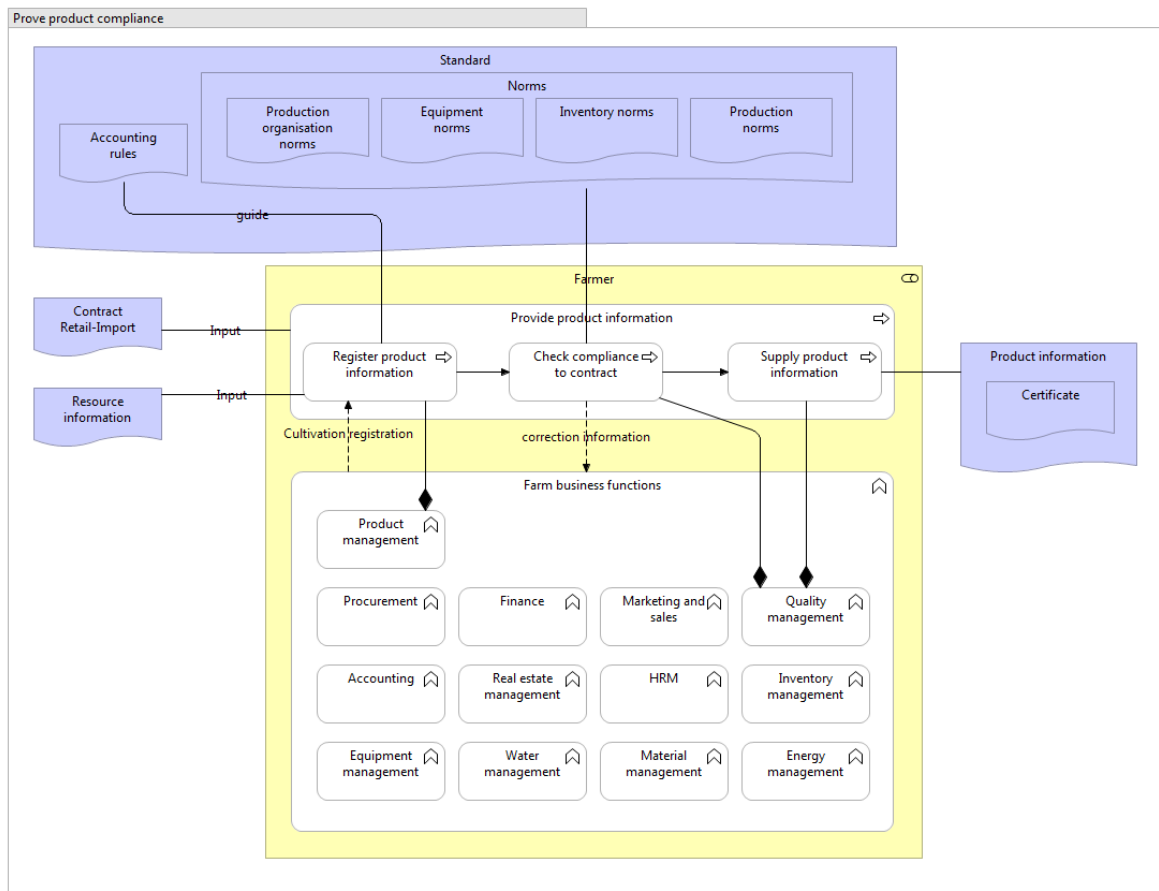 Prove product compliance
Standard
Norms
Production
organisation
norms
Equipment
norms
Inventory norms
Production
norms
Accounting
rules
guide
Farmer
Contract
Retail-Import
Input
Provide product information
Register product
information
Check compliance
to contract
Supply product
information
Product information
Certificate
Resource
information
Input
Cultivation registration
correction information
Farm business functions
Product
management
Procurement
Finance
Marketing and
sales
Quality
management
Accounting
Real estate
management
HRM
Inventory
management
Equipment
management
Water
management
Material
management
Energy
management